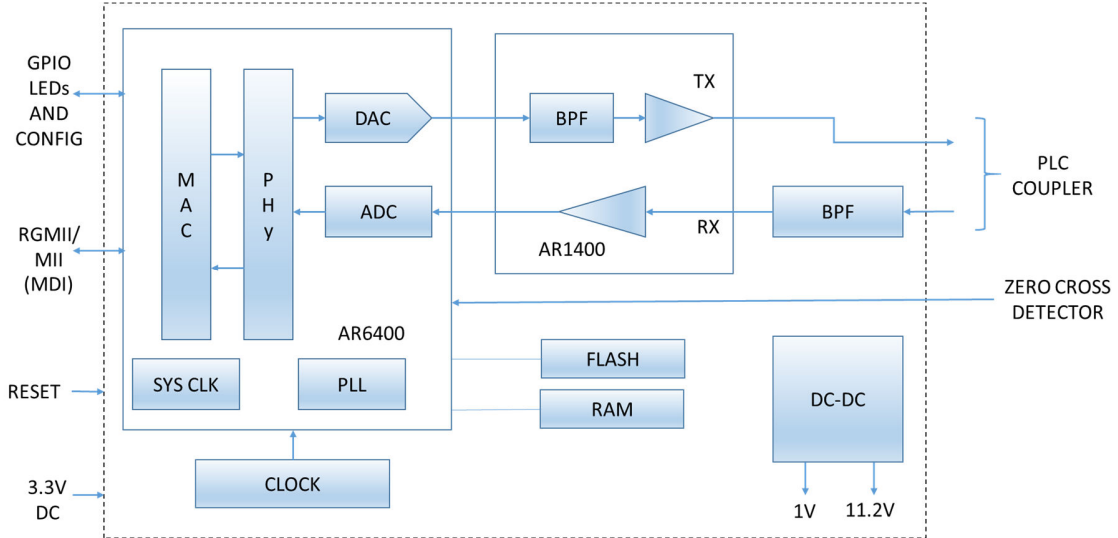 GPIO
LEDs
AND
CONFIG
RGMII/
MII
(MDI)
RESET
3.3V
DC
M
A
C
P
H
y
DAC
ADC
AR6400
SYS CLK
PLL
CLOCK
BPF
TX
RX
AR1400
BPF
FLASH
RAM
DC-DC
1V
11.2V
PLC
COUPLER
ZERO CROSS
DETECTOR